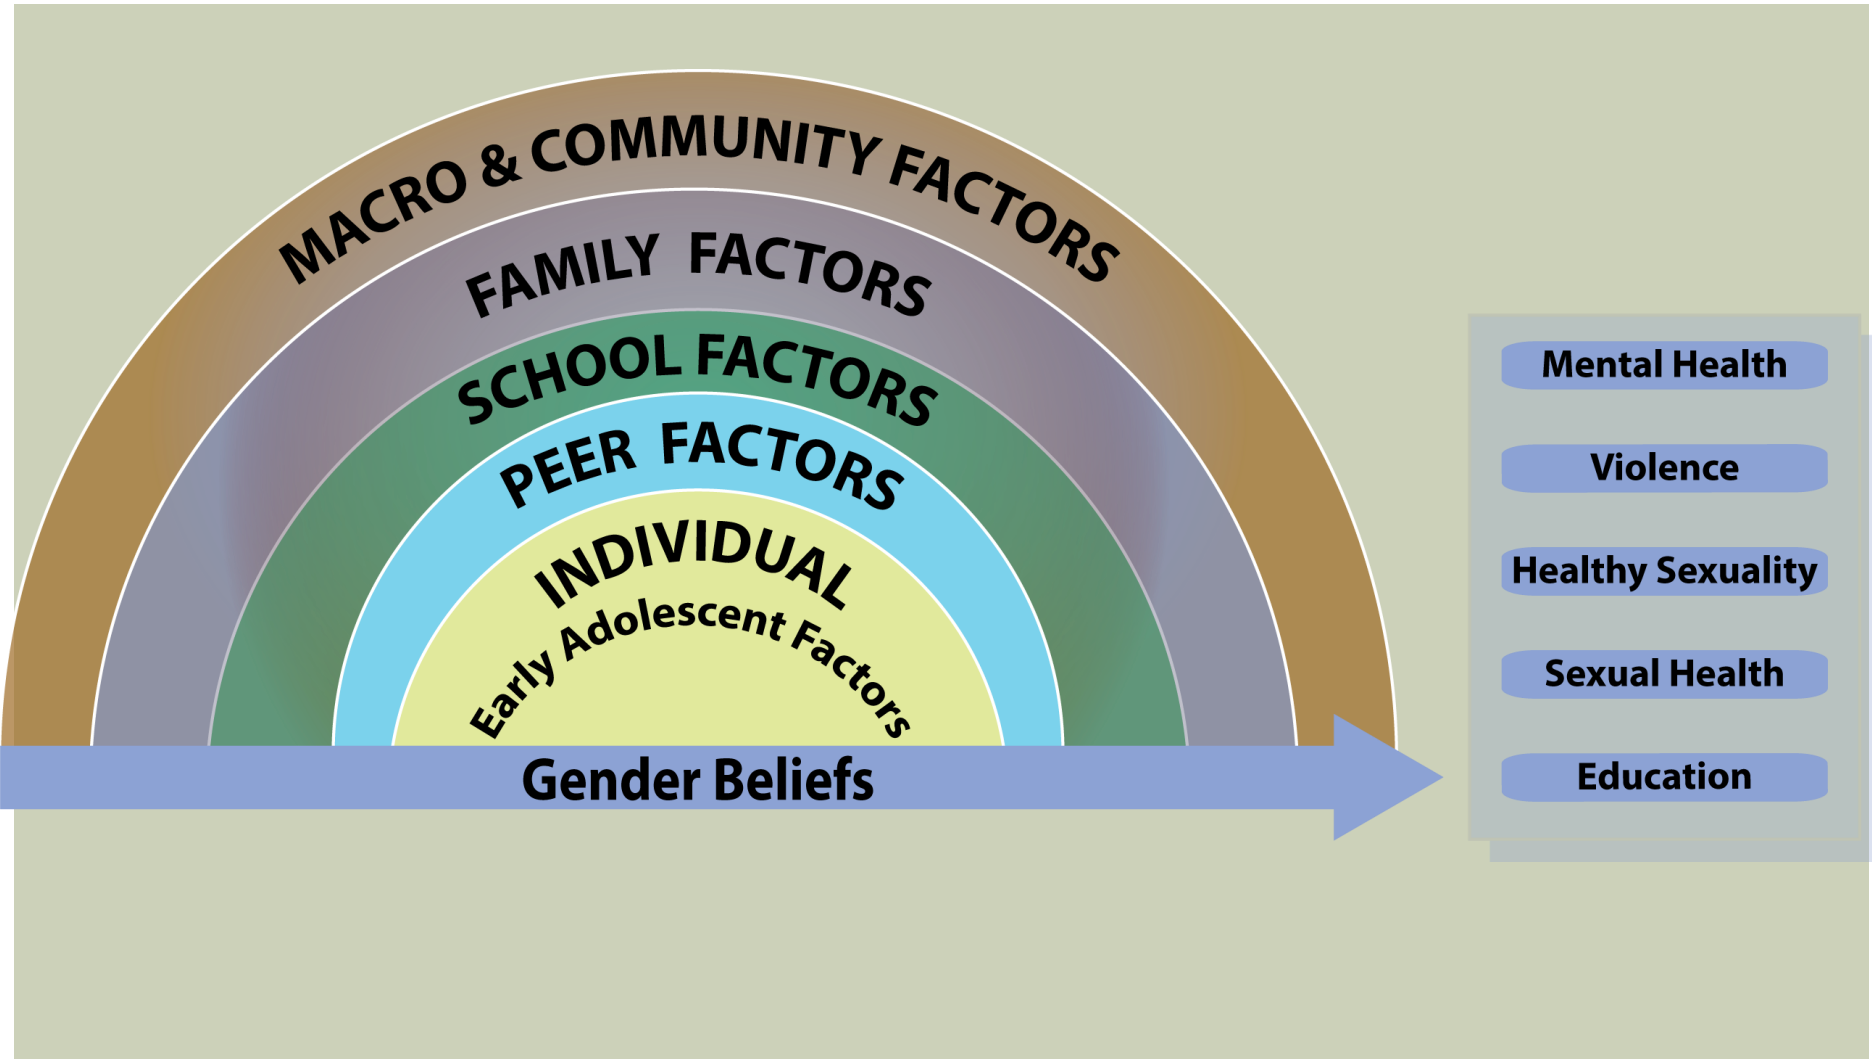 MACRO & COMMUNITY FACTORS
FAMILY FACTORS
SCHOOL FACTORS
PEER FACTORS
INDIVIDUAL
Early Adolescent Factors
Gender Beliefs
Mental Health
Violence
Healthy Sexuality
Sexual Health
Education